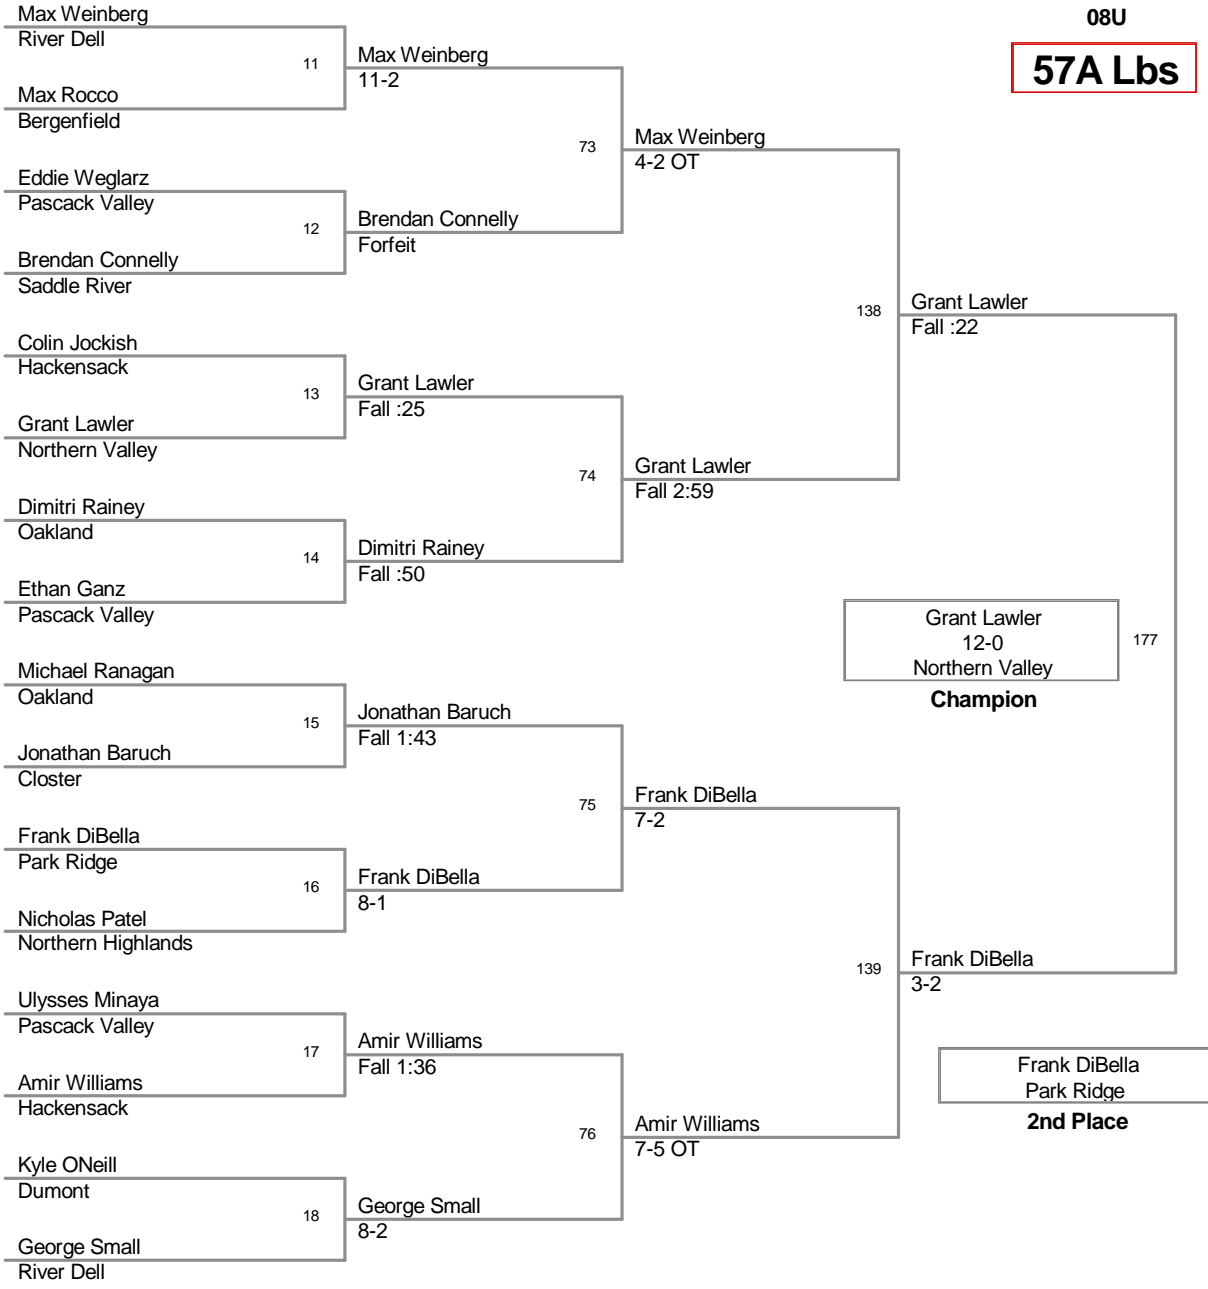 08U
57A Lbs
Max Weinberg
River Dell
11
Max Rocco
Bergenfield
Eddie Weglarz
Pascack Valley
12
Brendan Connelly
Saddle River
Colin Jockish
Hackensack
13
Grant Lawler
Northern Valley
Dimitri Rainey
Oakland
14
Ethan Ganz
Pascack Valley
Michael Ranagan
Oakland
15
Jonathan Baruch
Closter
Frank DiBella
Park Ridge
16
Nicholas Patel
Northern Highlands
Ulysses Minaya
Pascack Valley
17
Amir Williams
Hackensack
Kyle ONeill
Dumont
18
George Small
River Dell
Max Weinberg
11-2
73
Brendan Connelly
Forfeit
Grant Lawler
Fall :25
74
Dimitri Rainey
Fall :50
Jonathan Baruch
Fall 1:43
75
Frank DiBella
8-1
Amir Williams
Fall 1:36
76
George Small
8-2
Max Weinberg
4-2 OT
138
Grant Lawler
Fall 2:59
Frank DiBella
7-2
139
Amir Williams
7-5 OT
Grant Lawler
Fall :22
177
Frank DiBella
3-2
Grant Lawler
12-0
Northern Valley
Champion
Frank DiBella
Park Ridge
2nd Place